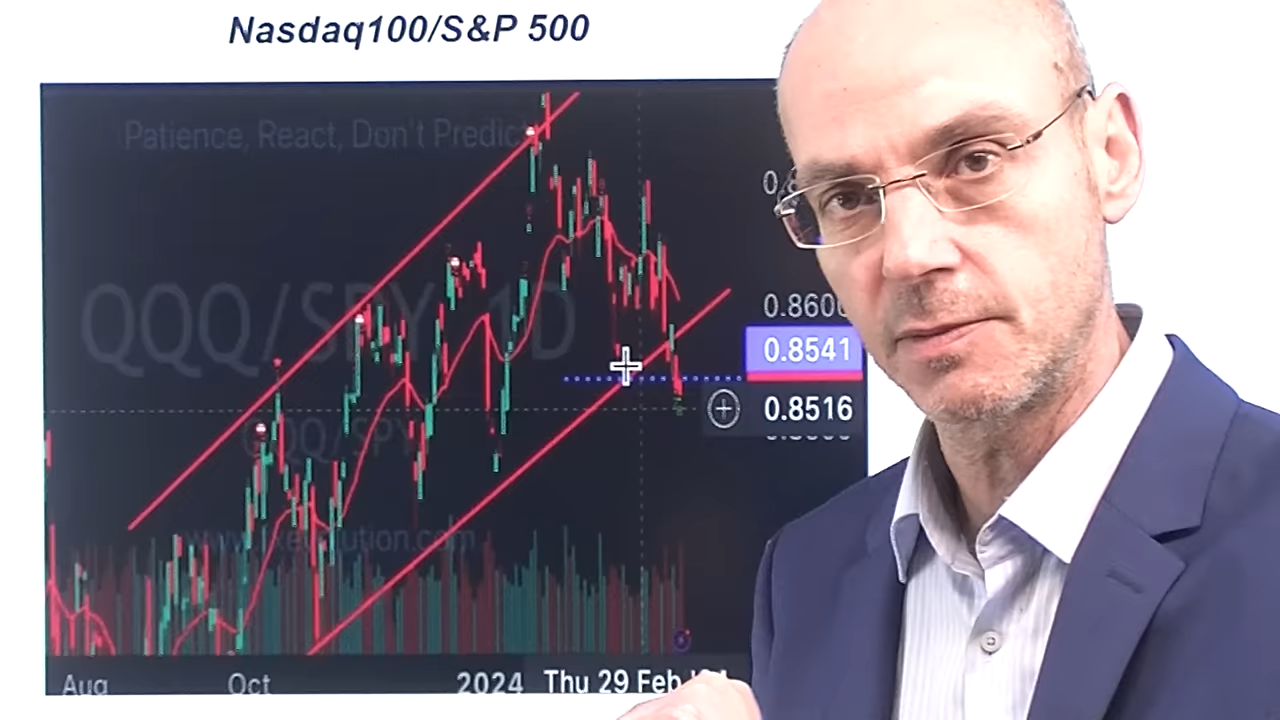 Nasdaq100/S&P 500
Patience, React, Don't Predict
QQQ/SPY, 1D
QQQ/SPY
0.8600
0.8541
0.8516
Aug
Oct
2024
Thu 29 Feb